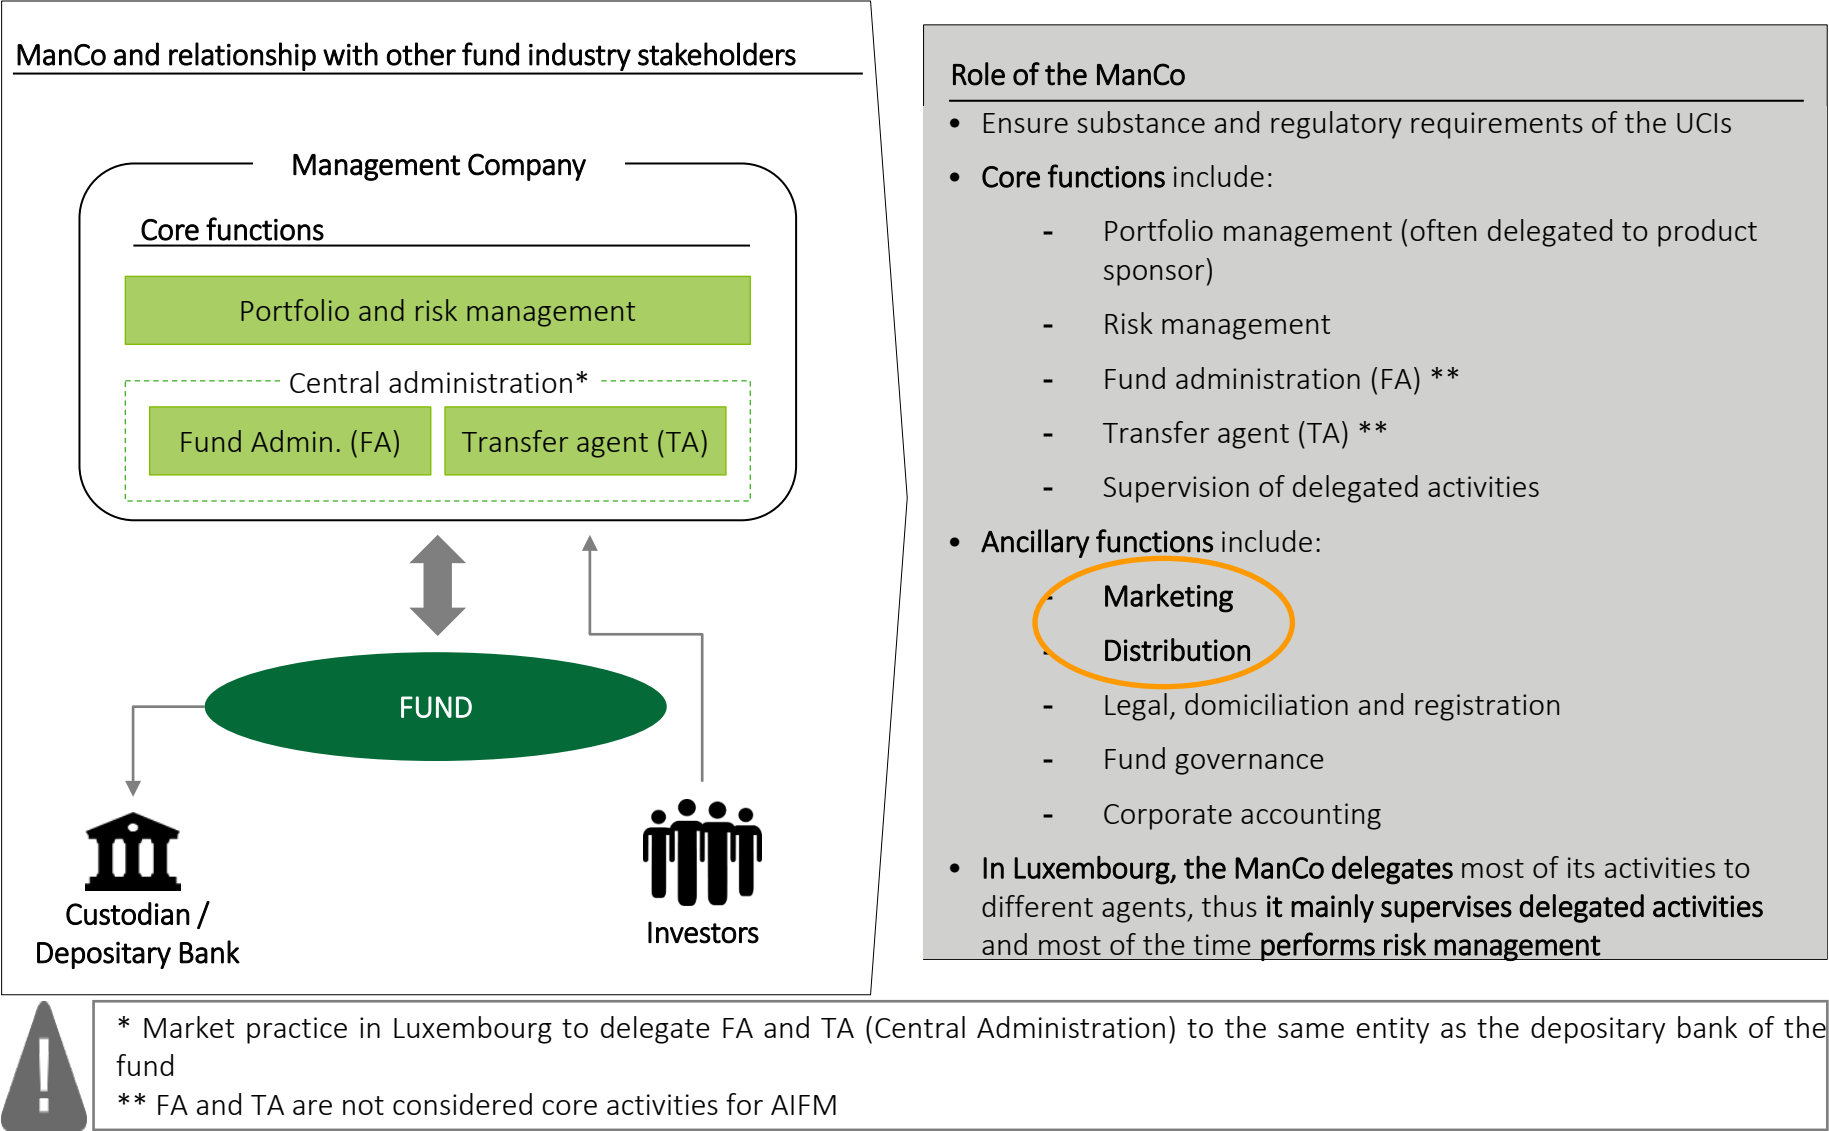 ManCo and relationship with other fund industry stakeholders
Management Company
Core functions
Portfolio and risk management
Central administration*
Fund Admin. (FA)
Transfer agent (TA)
FUND
Custodian /
Depositary Bank
Investors
Role of the ManCo
• Ensure substance and regulatory requirements of the UCIs
• Core functions include:
- Portfolio management (often delegated to product
sponsor)
- Risk management
- Fund administration (FA) **
- Transfer agent (TA) **
- Supervision of delegated activities
• Ancillary functions include:
- Marketing
- Distribution
- Legal, domiciliation and registration
- Fund governance
- Corporate accounting
• In Luxembourg, the ManCo delegates most of its activities to
different agents, thus it mainly supervises delegated activities
and most of the time performs risk management
* Market practice in Luxembourg to delegate FA and TA (Central Administration) to the same entity as the depositary bank of the
fund
** FA and TA are not considered core activities for AIFM